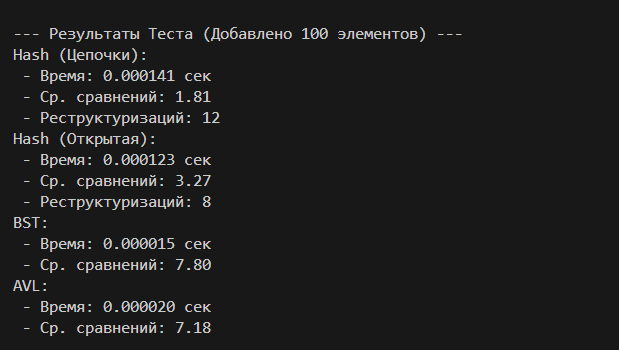 --- Результаты Теста (Добавлено 100 элементов) ---
Hash (Цепочки):
- Время: 0.000141 сек
- Ср. сравнений: 1.81
- Реструктуризаций: 12
Hash (Открытая):
- Время: 0.000123 сек
- Ср. сравнений: 3.27
- Реструктуризаций: 8
BST:
- Время: 0.000015 сек
- Ср. сравнений: 7.80
AVL:
- Время: 0.000020 сек
- Ср. сравнений: 7.18